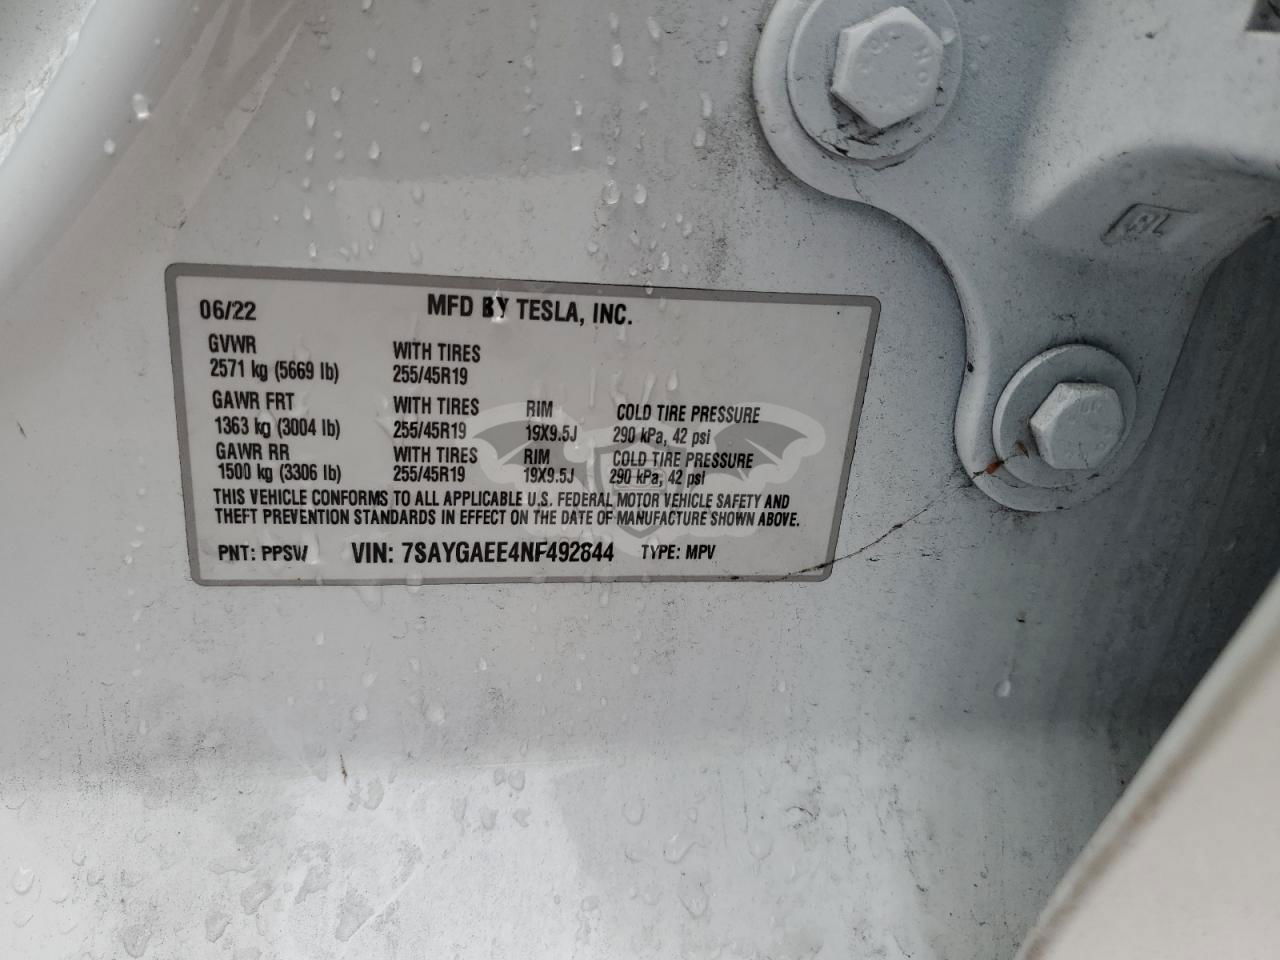 06/22 MFD BY TESLA, INC.
GVWR WITH TIRES
2571 kg (5669 lb) 255/45R19
GAWR FRT WITH TIRES RIM COLD TIRE PRESSURE
1363 kg (3004 lb) 255/45R19 19X9.5J 290 kPa, 42 psi
GAWR RR WITH TIRES RIM COLD TIRE PRESSURE
1500 kg (3306 lb) 255/45R19 19X9.5J 290 kPa, 42 psi
THIS VEHICLE CONFORMS TO ALL APPLICABLE U.S. FEDERAL MOTOR VEHICLE SAFETY AND
THEFT PREVENTION STANDARDS IN EFFECT ON THE DATE OF MANUFACTURE SHOWN ABOVE.
PNT: PPSW VIN: 7SAYGAEE4NF492844 TYPE: MPV